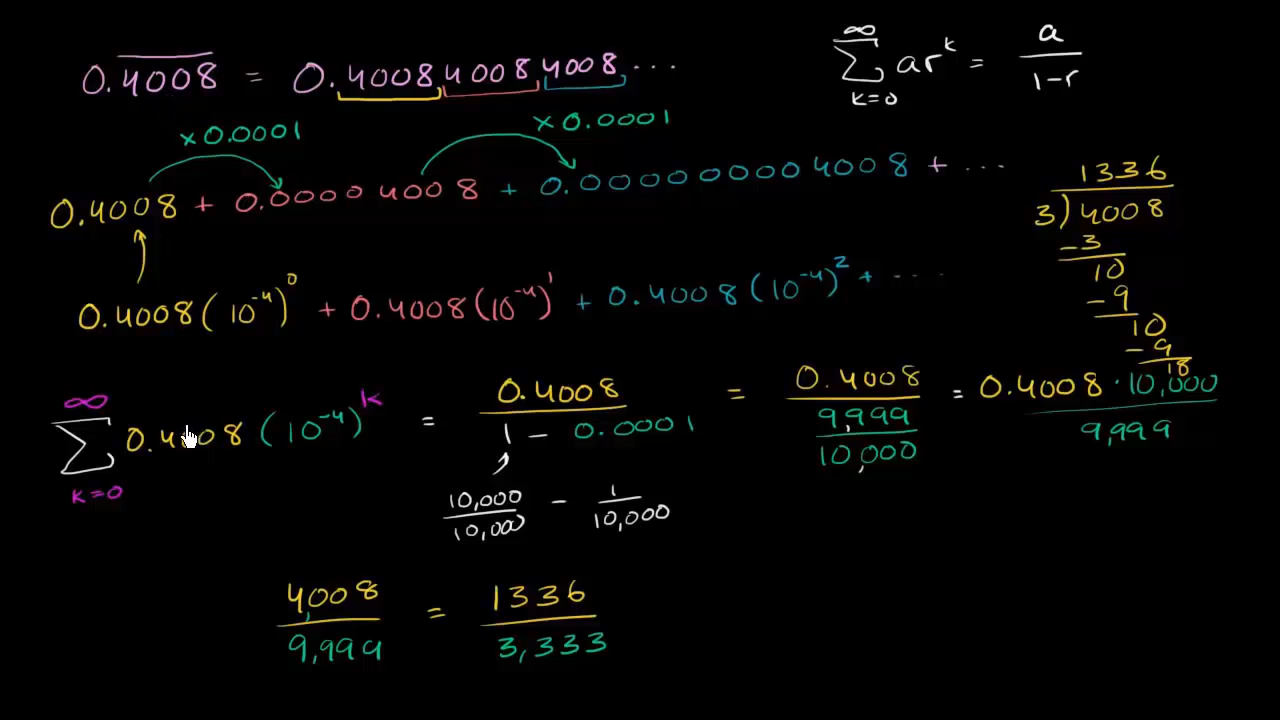 0.4008 = 0.400840084008 ...
∞
∑ ar^k = a/(1-r)
k=0
×0.0001
×0.0001
0.4008 + 0.00004008 + 0.000000004008 + ...
0.4008(10^-4)^0 + 0.4008(10^-4)^1 + 0.4008(10^-4)^2 + ...
1336
3)4008
-3
10
-9
10
-9
18
∞
∑ 0.4008(10^-4)^k = 0.4008/(1 - 0.0001) = 0.4008/(9,999/10,000) = 0.4008 · 10,000/9,999
k=0
10,000/10,000 - 1/10,000
4,008/9,999 = 1336/3,333